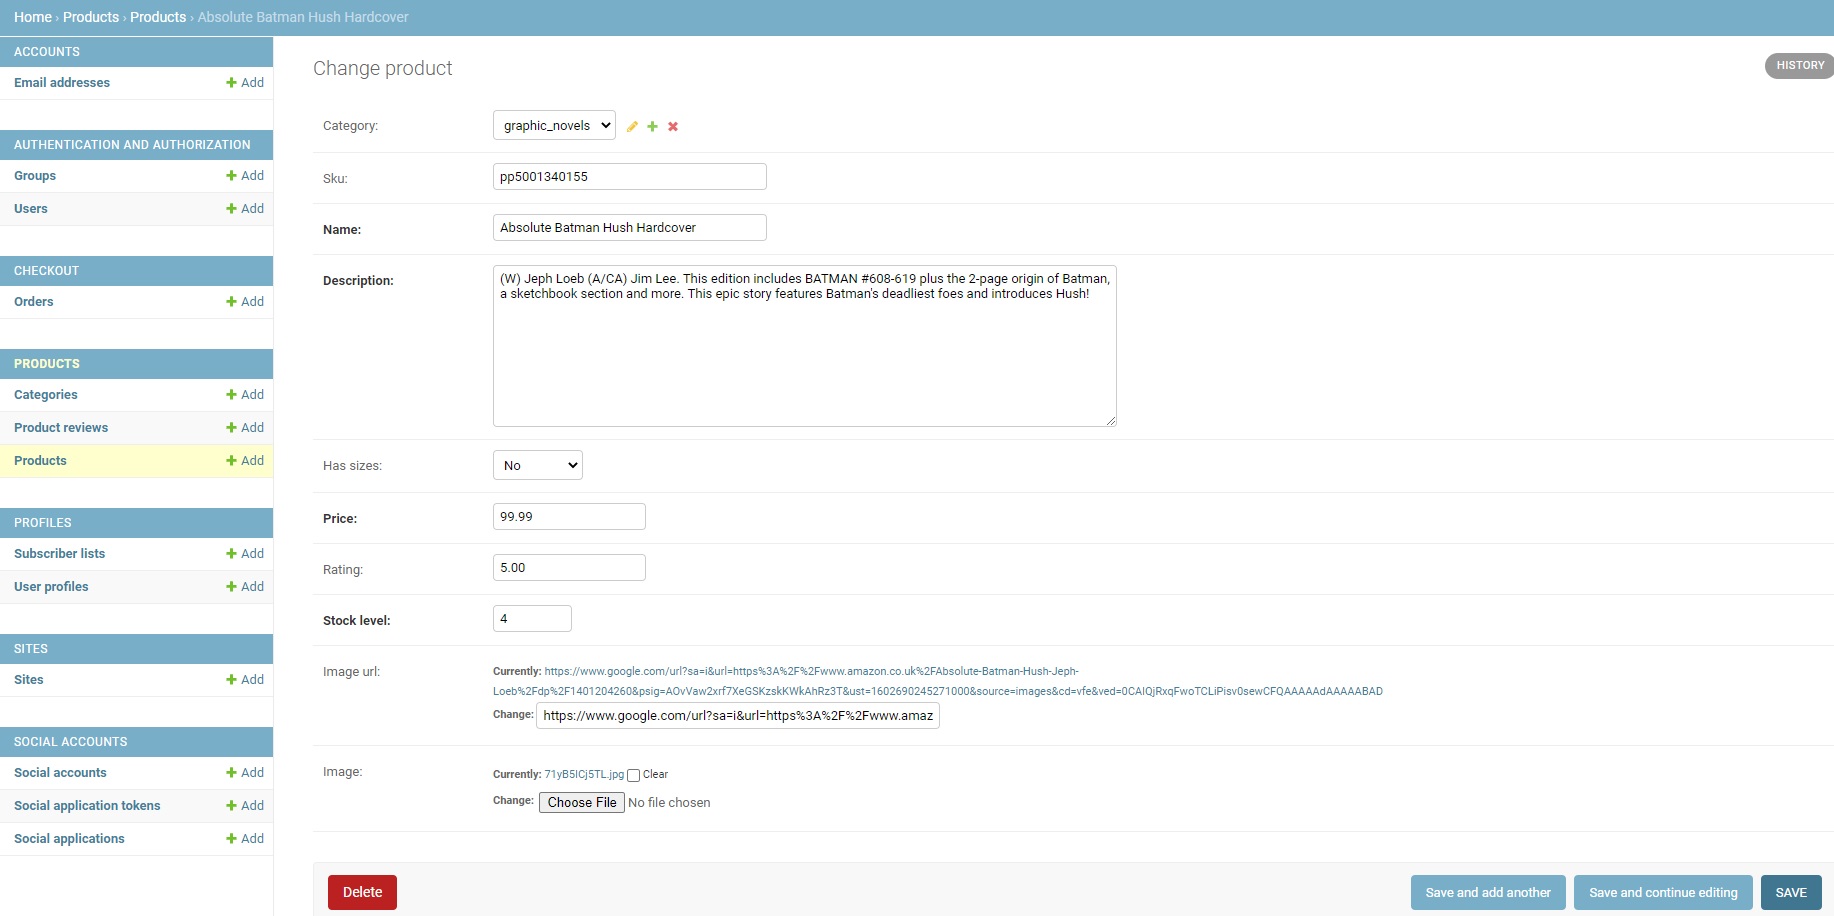 Home › Products › Products › Absolute Batman Hush Hardcover
ACCOUNTS
Email addresses + Add
AUTHENTICATION AND AUTHORIZATION
Groups + Add
Users + Add
CHECKOUT
Orders + Add
PRODUCTS
Categories + Add
Product reviews + Add
Products + Add
PROFILES
Subscriber lists + Add
User profiles + Add
SITES
Sites + Add
SOCIAL ACCOUNTS
Social accounts + Add
Social application tokens + Add
Social applications + Add
Change product
HISTORY
Category: graphic_novels
Sku: pp5001340155
Name: Absolute Batman Hush Hardcover
Description: (W) Jeph Loeb (A/CA) Jim Lee. This edition includes BATMAN #608-619 plus the 2-page origin of Batman,
a sketchbook section and more. This epic story features Batman's deadliest foes and introduces Hush!
Has sizes: No
Price: 99.99
Rating: 5.00
Stock level: 4
Image url: Currently: https://www.google.com/url?sa=i&url=https%3A%2F%2Fwww.amazon.co.uk%2FAbsolute-Batman-Hush-Jeph-
Loeb%2Fdp%2F1401204260&psig=AOvVaw2xrf7XeGSKzskKWkAhRz3T&ust=1602690245271000&source=images&cd=vfe&ved=0CAIQjRxqFwoTCLiPisv0sewCFQAAAAAdAAAAABAD
Change: https://www.google.com/url?sa=i&url=https%3A%2F%2Fwww.amaz
Image: Currently: 71yB5lCj5TL.jpg Clear
Change: Choose File No file chosen
Delete
Save and add another
Save and continue editing
SAVE